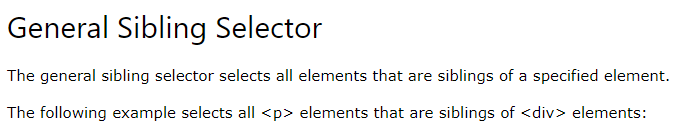 General Sibling Selector
The general sibling selector selects all elements that are siblings of a specified element.
The following example selects all <p> elements that are siblings of <div> elements: